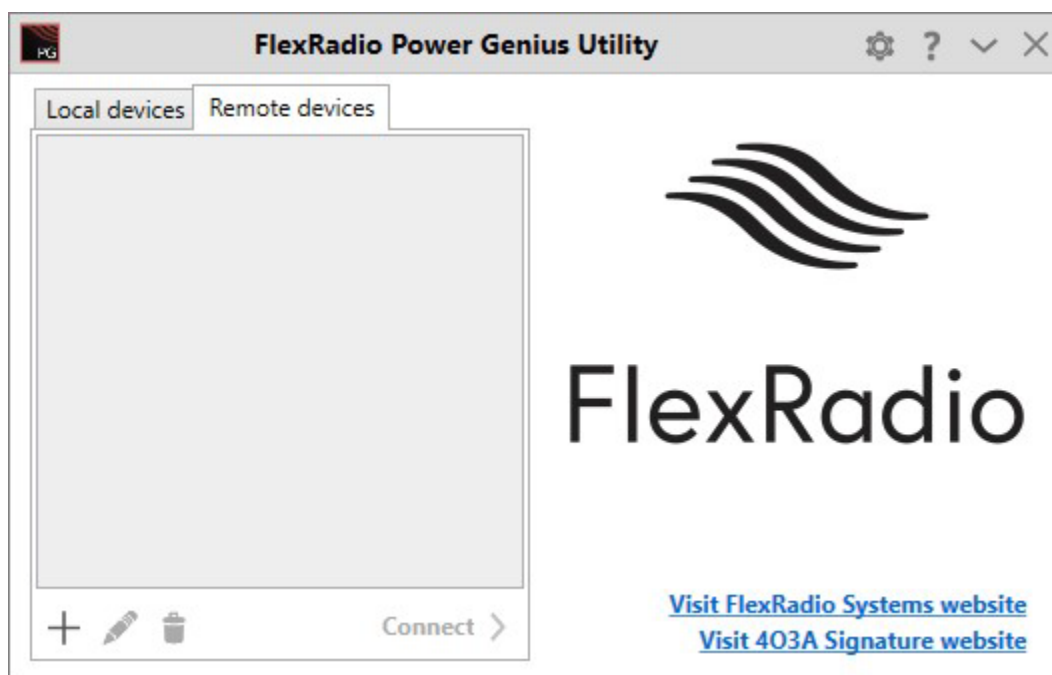 PG
FlexRadio Power Genius Utility
?
Local devices
Remote devices
FlexRadio
Connect
Visit FlexRadio Systems website
Visit 4O3A Signature website